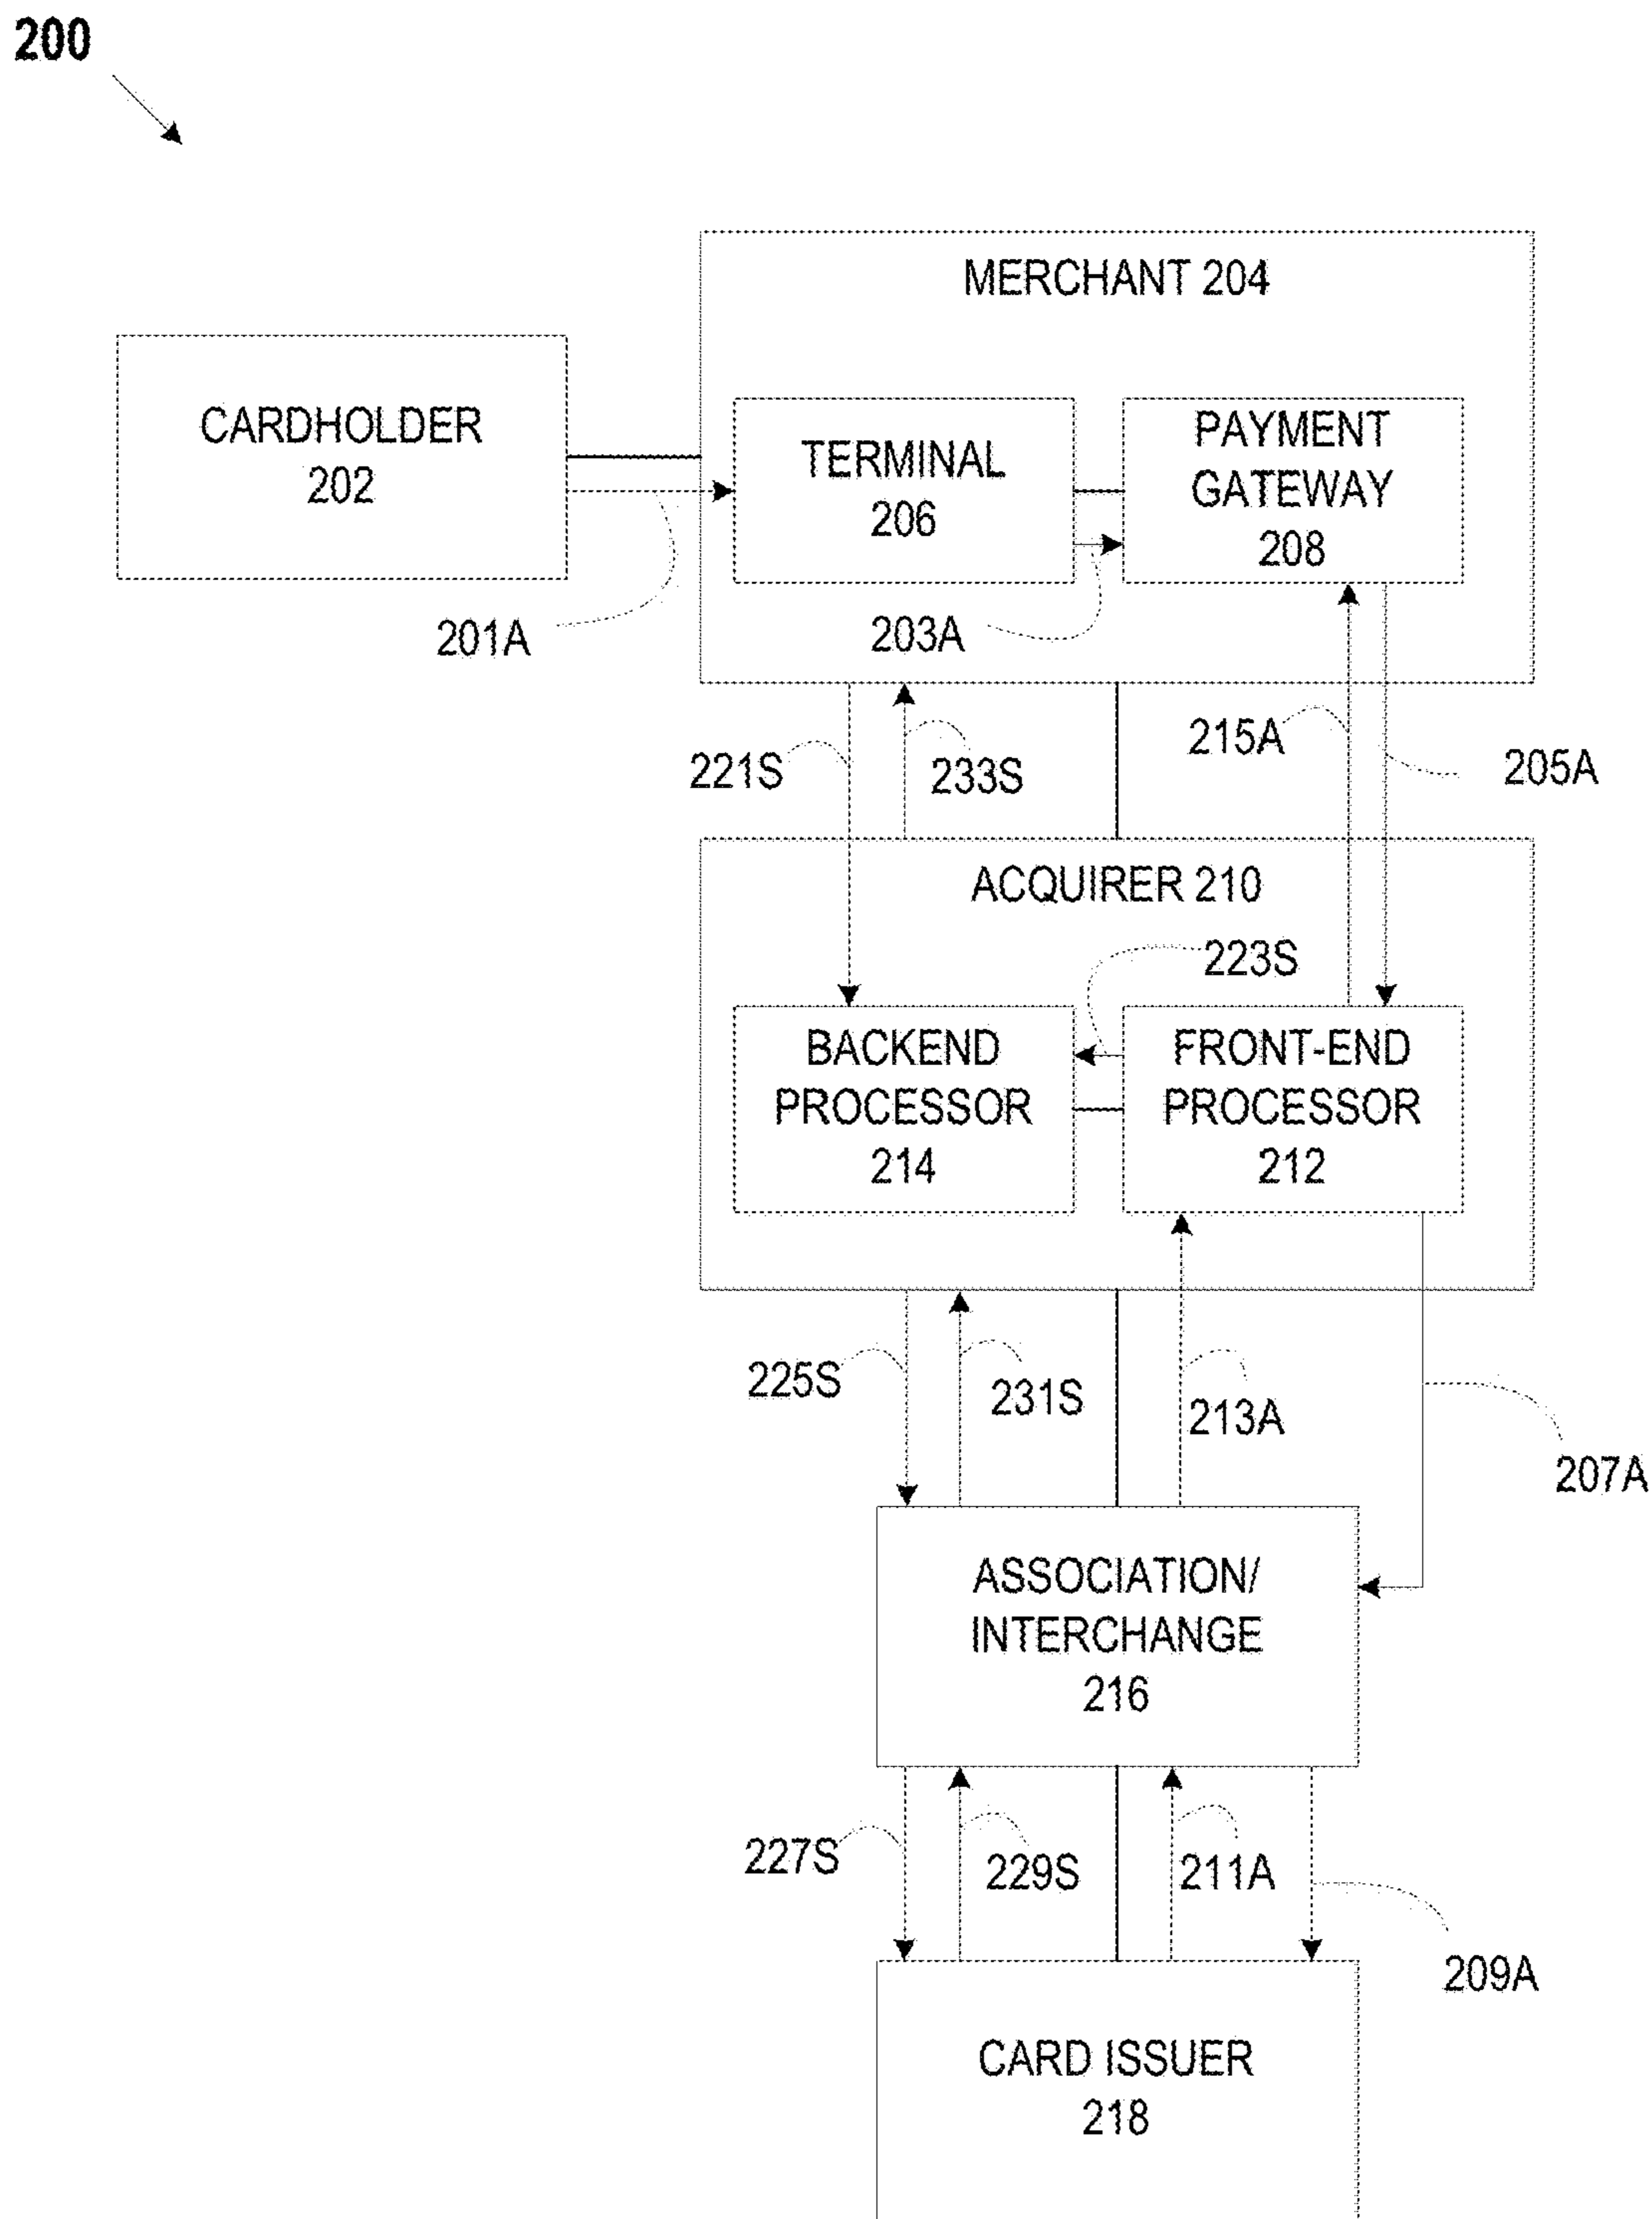 200
MERCHANT 204
CARDHOLDER
202
TERMINAL
206
PAYMENT
GATEWAY
208
201A
203A
221S
233S
215A
205A
ACQUIRER 210
223S
BACKEND
PROCESSOR
214
FRONT-END
PROCESSOR
212
225S
231S
213A
207A
ASSOCIATION/
INTERCHANGE
216
227S
229S
211A
209A
CARD ISSUER
218